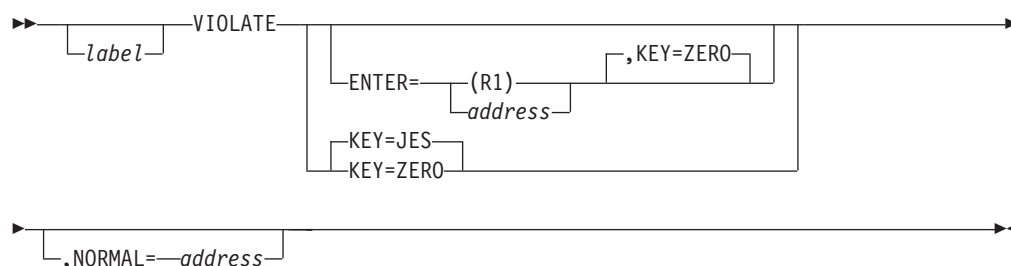 VIOLATE
label
,KEY=ZERO
ENTER= (R1)
address
KEY=JES
KEY=ZERO
,NORMAL= address